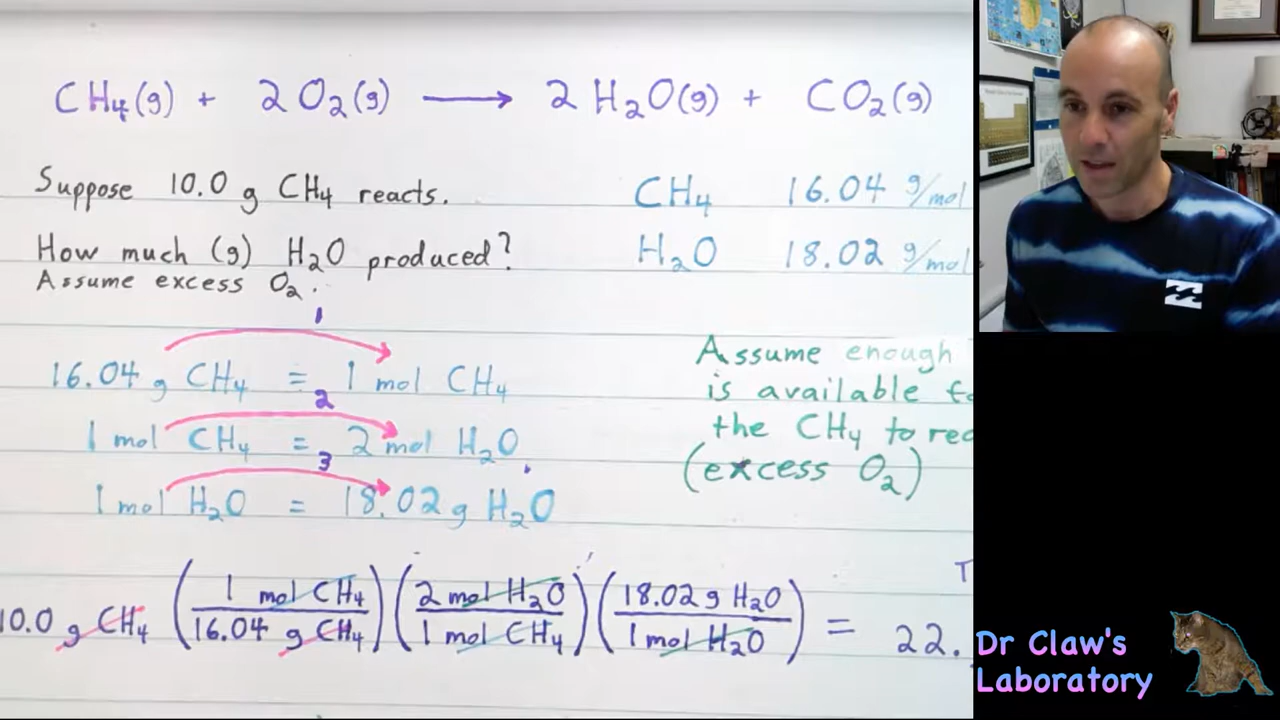 CH₄(g) + 2 O₂(g) ⟶ 2 H₂O(g) + CO₂(g)
Suppose 10.0 g CH₄ reacts.
CH₄ 16.04 g/mol
How much (g) H₂O produced?
H₂O 18.02 g/mol
Assume excess O₂.
1
16.04 g CH₄ = 1 mol CH₄
2
1 mol CH₄ = 2 mol H₂O
3
1 mol H₂O = 18.02 g H₂O
Assume enough
is available
the CH₄ to
(excess O₂)
10.0 g CH₄ (1 mol CH₄ / 16.04 g CH₄) (2 mol H₂O / 1 mol CH₄) (18.02 g H₂O / 1 mol H₂O) = 22.
Dr Claw's
Laboratory